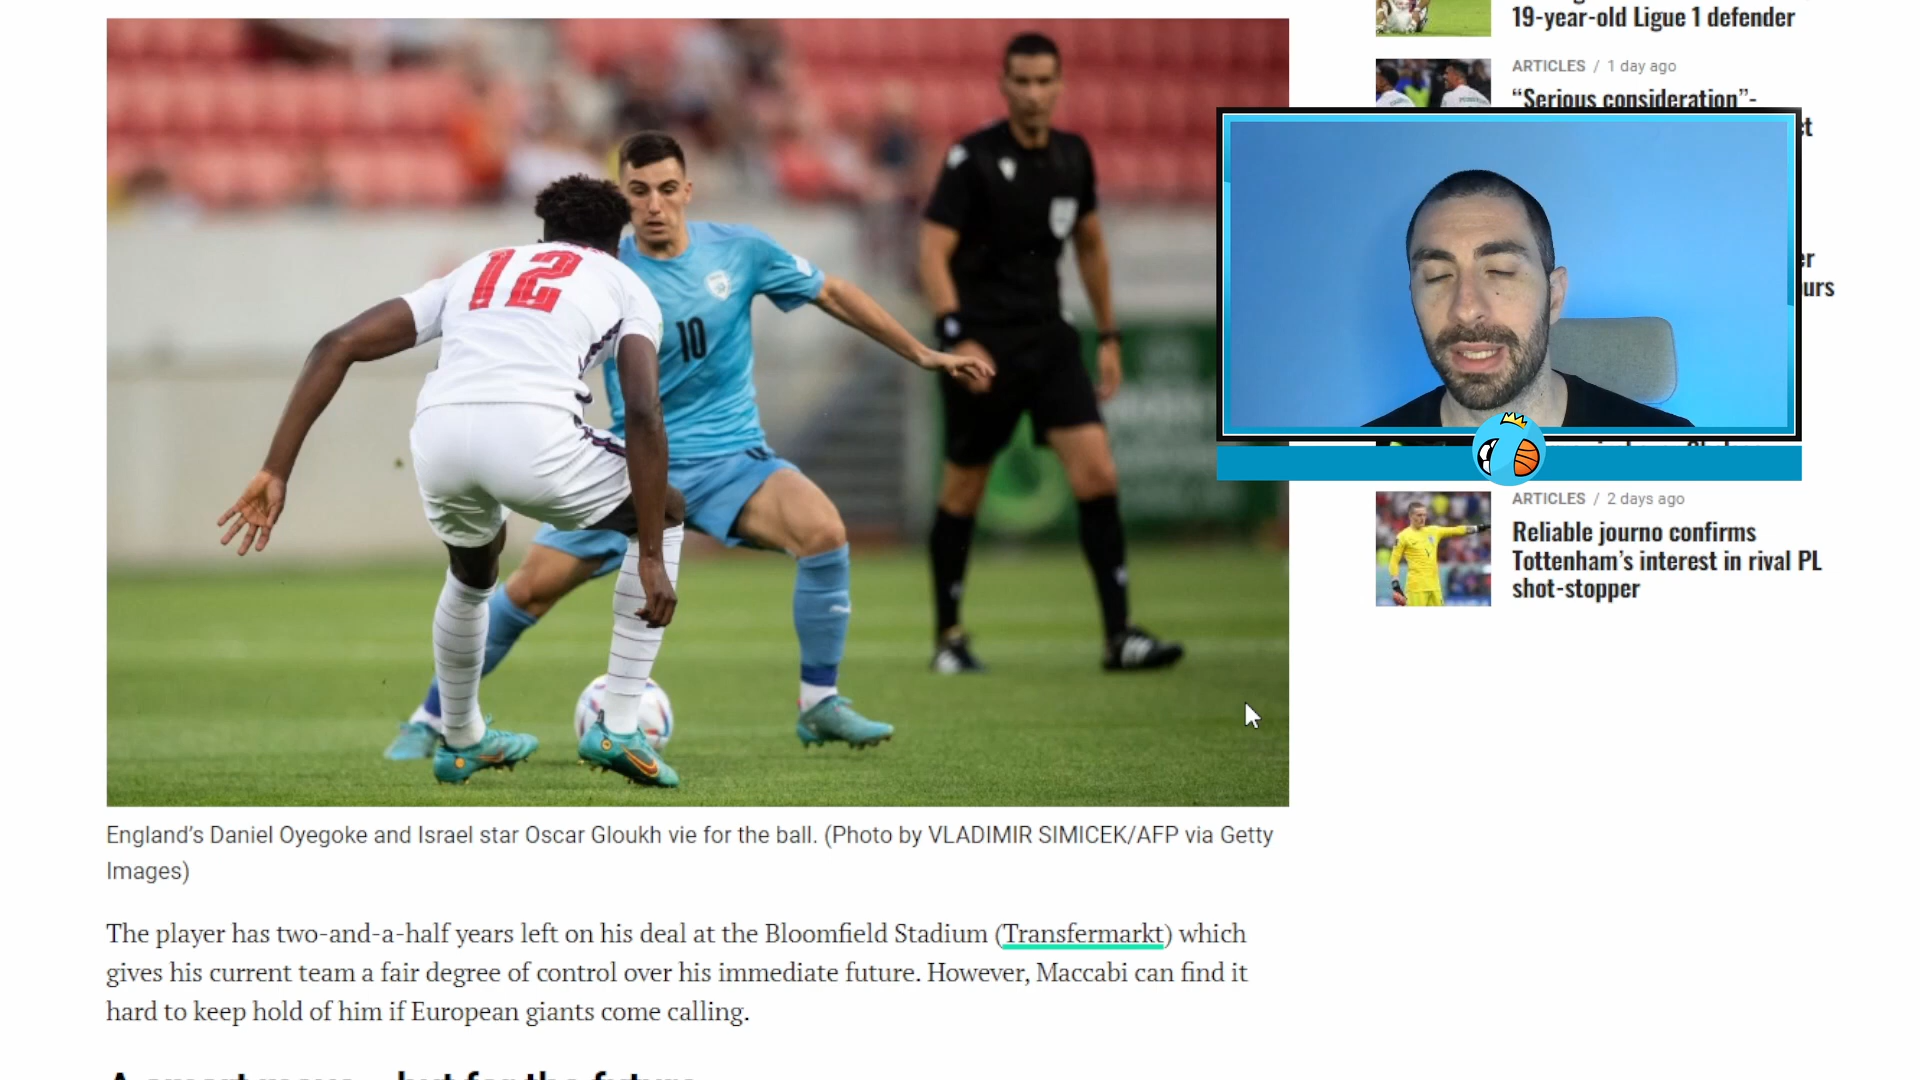 12
10
England's Daniel Oyegoke and Israel star Oscar Gloukh vie for the ball. (Photo by VLADIMIR SIMICEK/AFP via Getty
Images)
The player has two-and-a-half years left on his deal at the Bloomfield Stadium (Transfermarkt) which
gives his current team a fair degree of control over his immediate future. However, Maccabi can find it
hard to keep hold of him if European giants come calling.
19-year-old Ligue 1 defender
ARTICLES / 1 day ago
“Serious consideration”-
ARTICLES / 2 days ago
Reliable journo confirms
Tottenham's interest in rival PL
shot-stopper